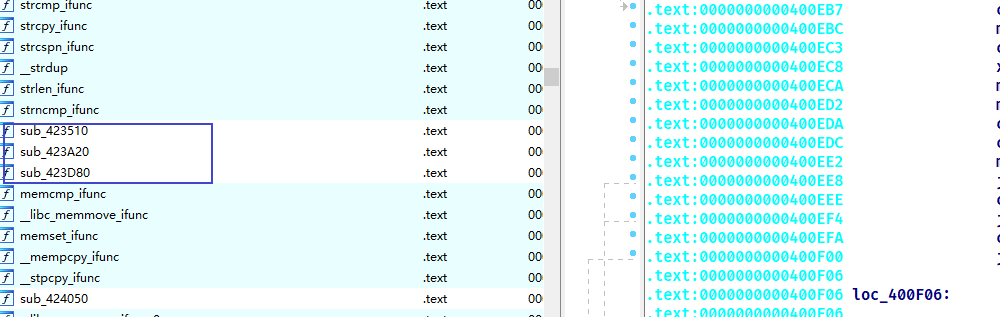 strcmp_ifunc .text 00
strcpy_ifunc .text 00
strcspn_ifunc .text 00
__strdup .text 00
strlen_ifunc .text 00
strncmp_ifunc .text 00
sub_423510 .text 00
sub_423A20 .text 00
sub_423D80 .text 00
memcmp_ifunc .text 00
__libc_memmove_ifunc .text 00
memset_ifunc .text 00
__mempcpy_ifunc .text 00
__stpcpy_ifunc .text 00
sub_424050 .text 00
.text:0000000000400EB7
.text:0000000000400EBC
.text:0000000000400EC3
.text:0000000000400EC8
.text:0000000000400ECA
.text:0000000000400ED2
.text:0000000000400EDA
.text:0000000000400EDC
.text:0000000000400EE2
.text:0000000000400EE8
.text:0000000000400EEE
.text:0000000000400EF4
.text:0000000000400EFA
.text:0000000000400F00
.text:0000000000400F06
.text:0000000000400F06 loc_400F06:
.text:0000000000400F06